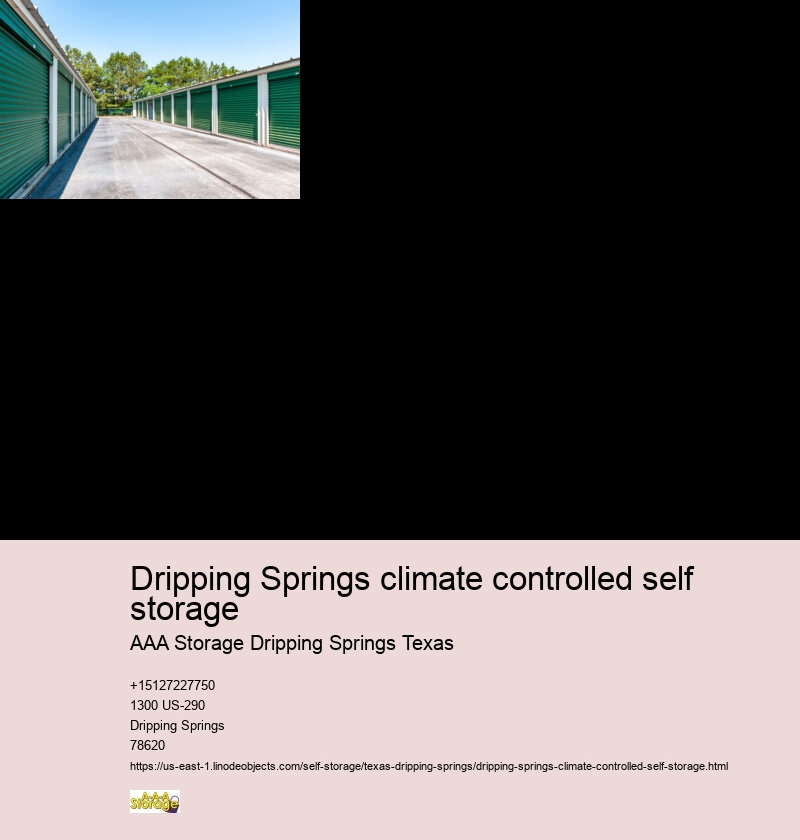 Dripping Springs climate controlled self
storage
AAA Storage Dripping Springs Texas
+15127227750
1300 US-290
Dripping Springs
78620
https://us-east-1.linodeobjects.com/self-storage/texas-dripping-springs/dripping-springs-climate-controlled-self-storage.html
A-A-A
Storage